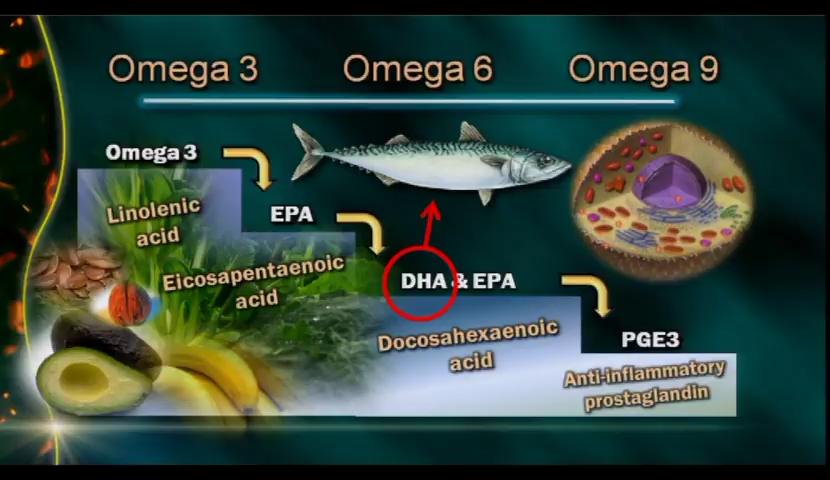 Omega 3 Omega 6 Omega 9
Omega 3
Linolenic
acid
EPA
Eicosapentaenoic
acid
DHA & EPA
Docosahexaenoic
acid
PGE3
Anti-inflammatory
prostaglandin